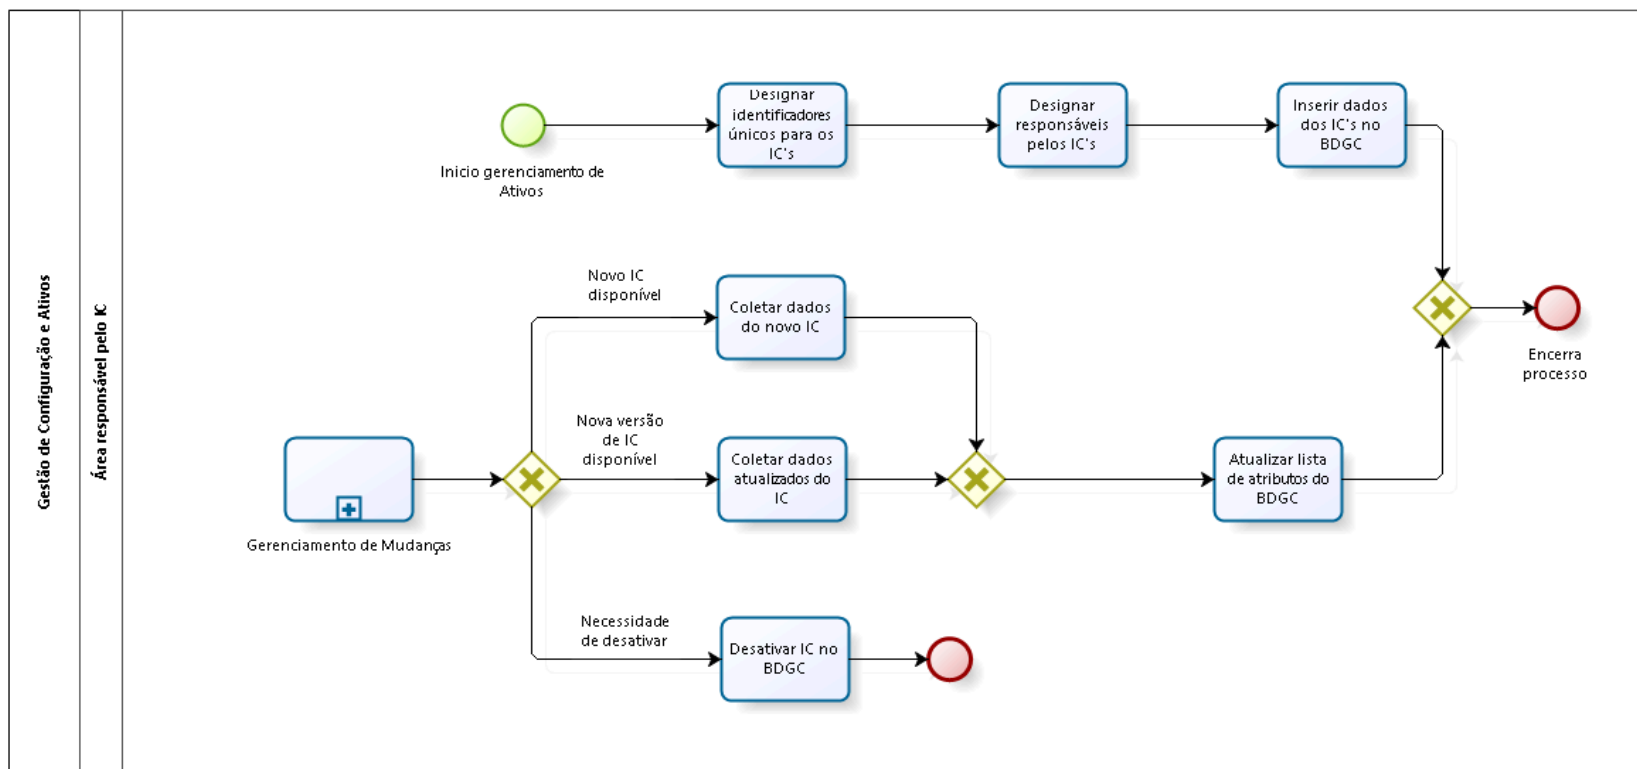 Gestão de Configuração e Ativos
Área responsável pelo IC
Inicio gerenciamento de
Ativos
Designar
identificadores
únicos para os
IC's
Designar
responsáveis
pelos IC's
Inserir dados
dos IC's no
BDGC
Novo IC
disponível
Coletar dados
do novo IC
Encerra
processo
Gerenciamento de Mudanças
Nova versão
de IC
disponível
Coletar dados
atualizados do
IC
Atualizar lista
de atributos do
BDGC
Necessidade
de desativar
Desativar IC no
BDGC